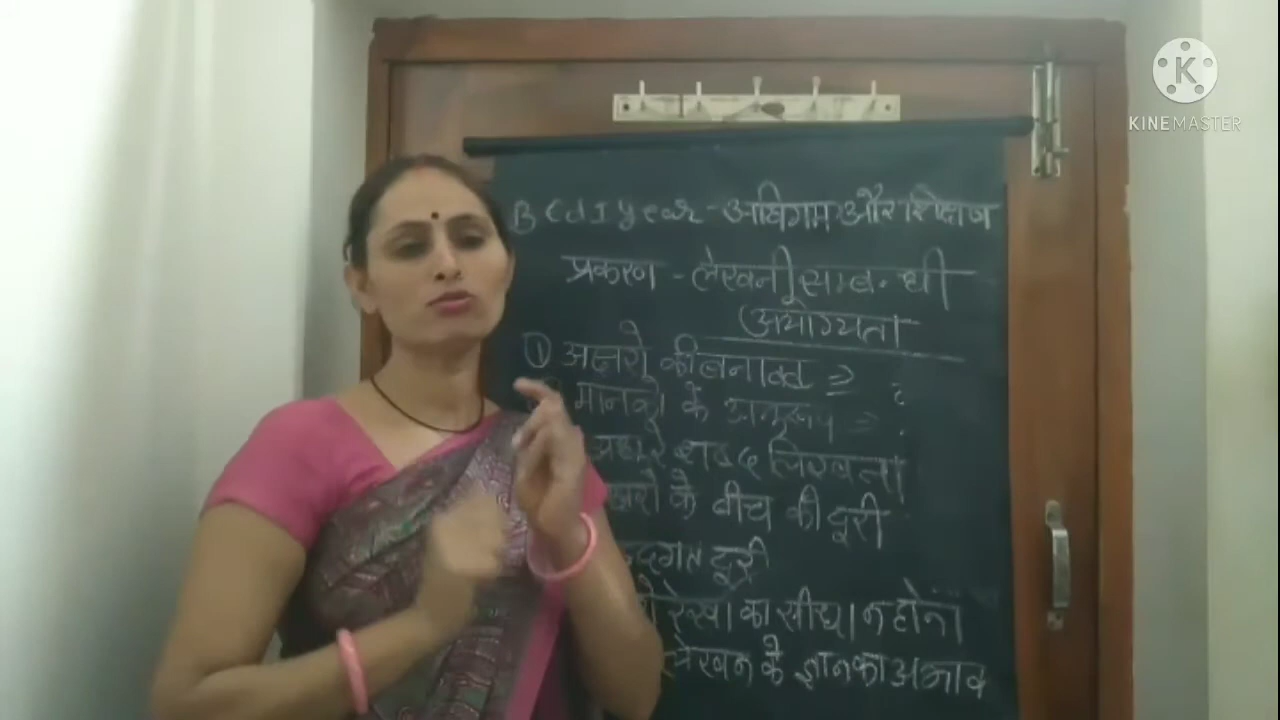 B Ed I year - अधिगम और शिक्षण
प्रकरण - लेखनी सम्बन्धी
अयोग्यता
① अक्षरो की बनावट =
मानको के अनुरूप =
अधूरे शब्द लिखना
के बीच की दूरी
दूरी
रेखा का सीधा न होना
लेखन के ज्ञान का अभाव
K
KINEMASTER